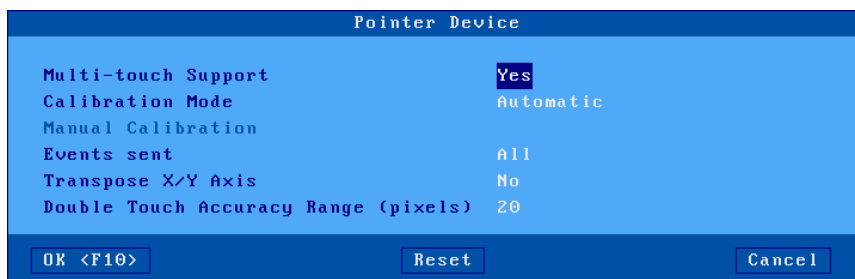 Pointer Device
Multi-touch Support Yes
Calibration Mode Automatic
Manual Calibration
Events sent All
Transpose X/Y Axis No
Double Touch Accuracy Range (pixels) 20
OK <F10> Reset Cancel